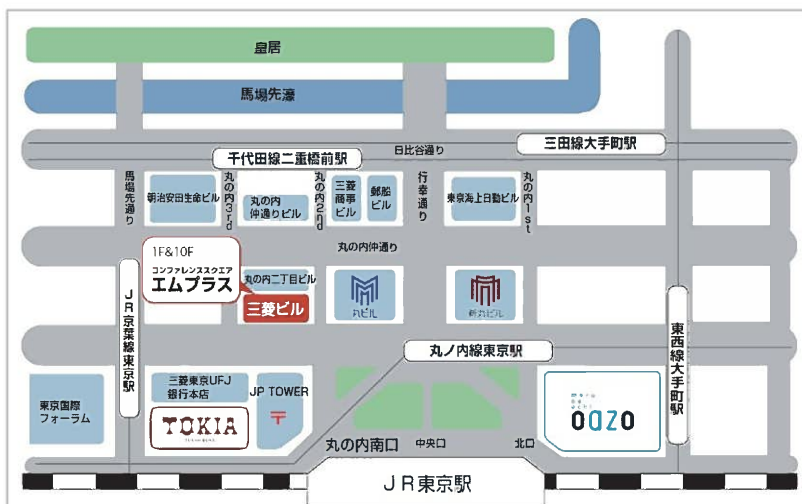 皇居
馬場先濠
日比谷通り
三田線大手町駅
千代田線二重橋前駅
馬場先通り
明治安田生命ビル
丸の内3rd
丸の内
仲通りビル
丸の内2nd
三菱
商事
ビル
郵船
ビル
行幸通り
東京海上日動ビル
丸の内1st
丸の内仲通り
1F&10F
コンファレンススクエア
エムプラス
丸の内二丁目ビル
三菱ビル
丸ビル
新丸ビル
JR京葉線東京駅
丸ノ内線東京駅
東西線大手町駅
東京国際
フォーラム
三菱東京UFJ
銀行本店
TOKIA
JP TOWER
〒
OAZO
丸の内南口
中央口
北口
JR東京駅